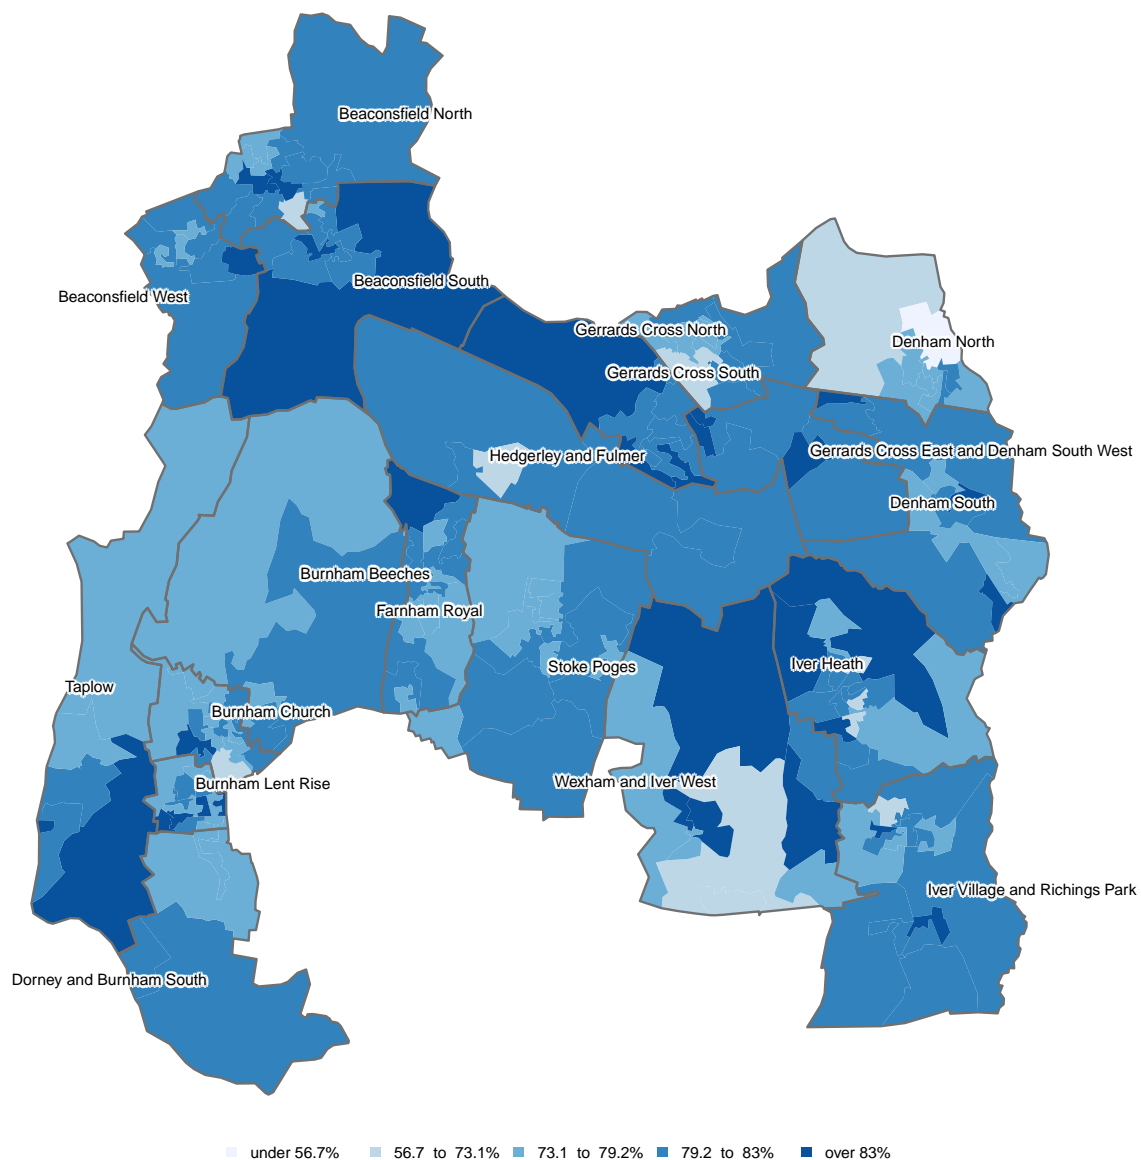 Beaconsfield North
Beaconsfield South
Beaconsfield West
Gerrards Cross North
Denham North
Gerrards Cross South
Gerrards Cross East and Denham South West
Hedgerley and Fulmer
Denham South
Burnham Beeches
Farnham Royal
Stoke Poges
Iver Heath
Taplow
Burnham Church
Wexham and Iver West
Burnham Lent Rise
Iver Village and Richings Park
Dorney and Burnham South
under 56.7% 56.7 to 73.1% 73.1 to 79.2% 79.2 to 83% over 83%